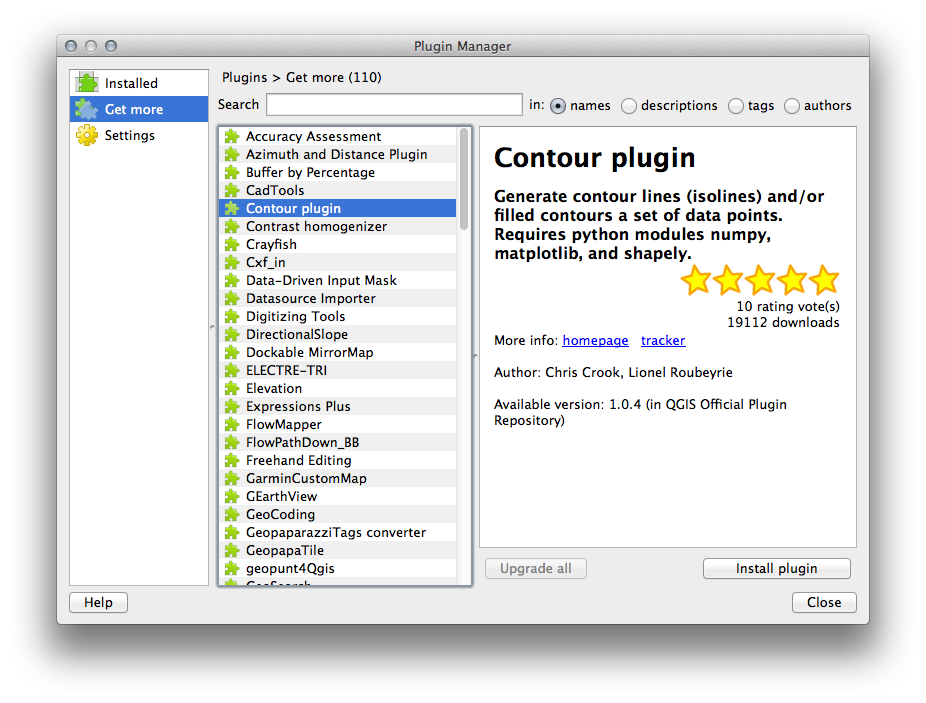 Plugin Manager
Installed
Get more
Settings
Plugins > Get more (110)
Search in: names descriptions tags authors
Accuracy Assessment
Azimuth and Distance Plugin
Buffer by Percentage
CadTools
Contour plugin
Contrast homogenizer
Crayfish
Cxf_in
Data-Driven Input Mask
Datasource Importer
Digitizing Tools
DirectionalSlope
Dockable MirrorMap
ELECTRE-TRI
Elevation
Expressions Plus
FlowMapper
FlowPathDown_BB
Freehand Editing
GarminCustomMap
GEarthView
GeoCoding
GeopaparazziTags converter
GeopapaTile
geopunt4Qgis
Contour plugin
Generate contour lines (isolines) and/or
filled contours a set of data points.
Requires python modules numpy,
matplotlib, and shapely.
10 rating vote(s)
19112 downloads
More info: homepage tracker
Author: Chris Crook, Lionel Roubeyrie
Available version: 1.0.4 (in QGIS Official Plugin
Repository)
Upgrade all
Install plugin
Help
Close